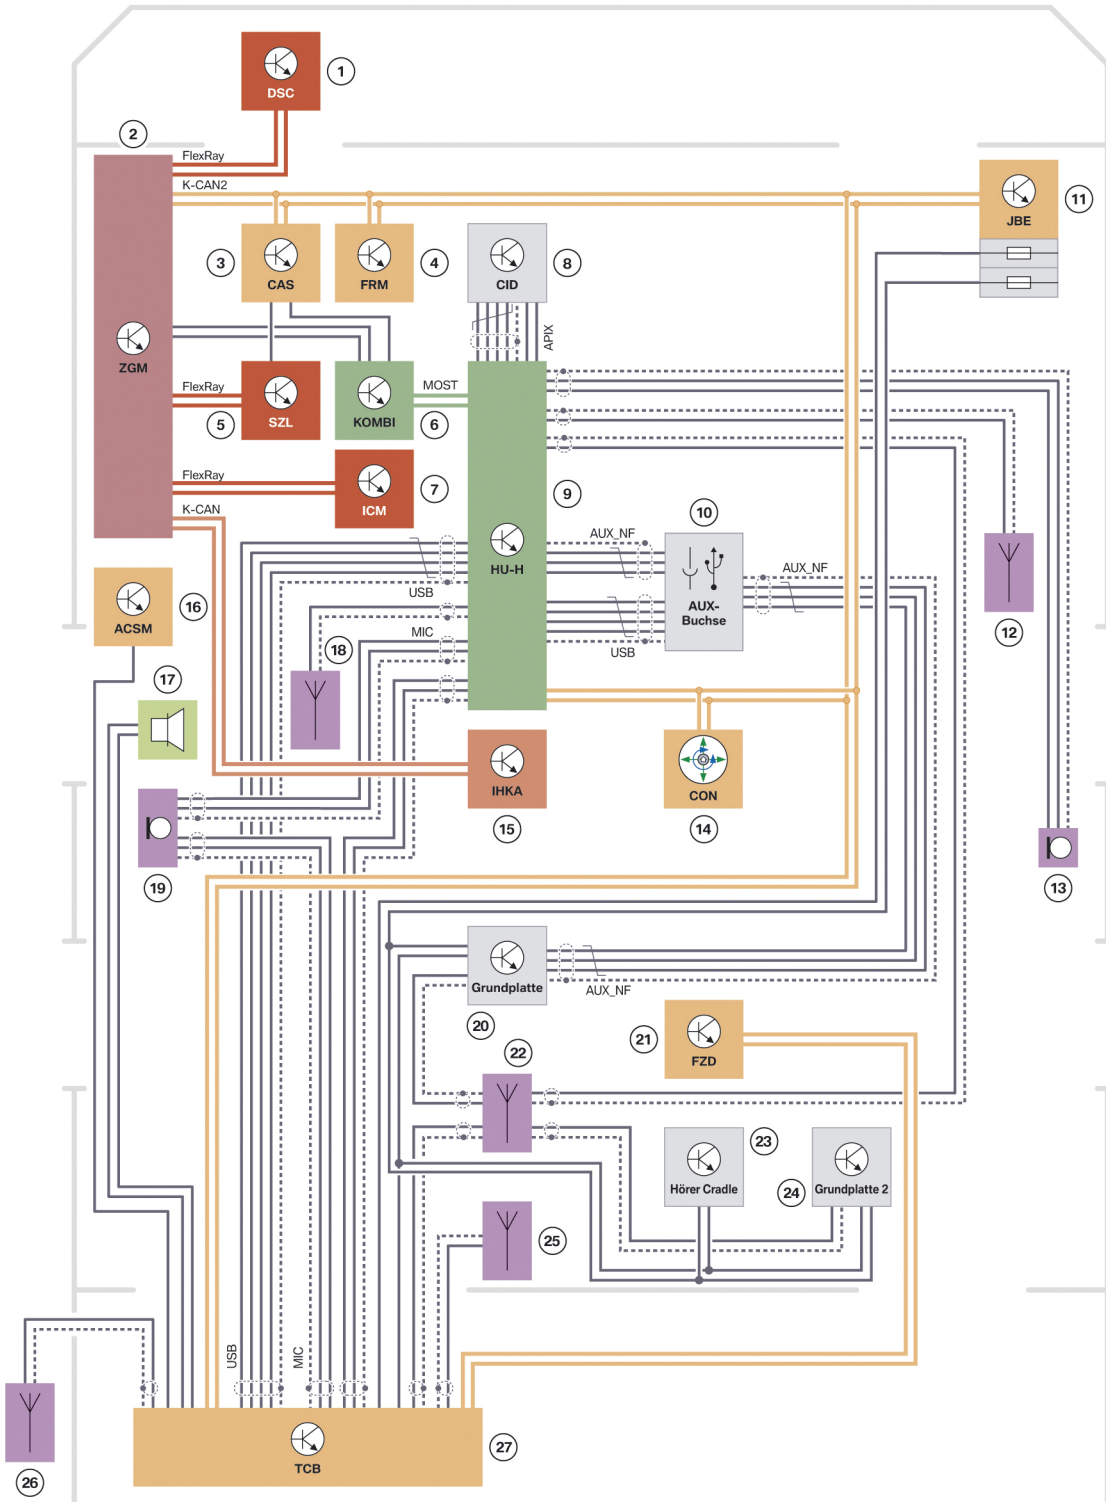 1
DSC
2
FlexRay
K-CAN2
11
JBE
3
CAS
FRM
4
CID
8
APIX
ZGM
FlexRay
MOST
5
SZL
KOMBI
6
FlexRay
ICM
7
9
K-CAN
10
AUX_NF
HU-H
AUX_NF
USB
AUX-
Buchse
16
ACSM
MIC
12
18
USB
17
IHKA
CON
15
14
19
13
Grundplatte
AUX_NF
20
21
FZD
22
23
Hörer Cradle
24
Grundplatte 2
25
USB
MIC
TCB
27
26